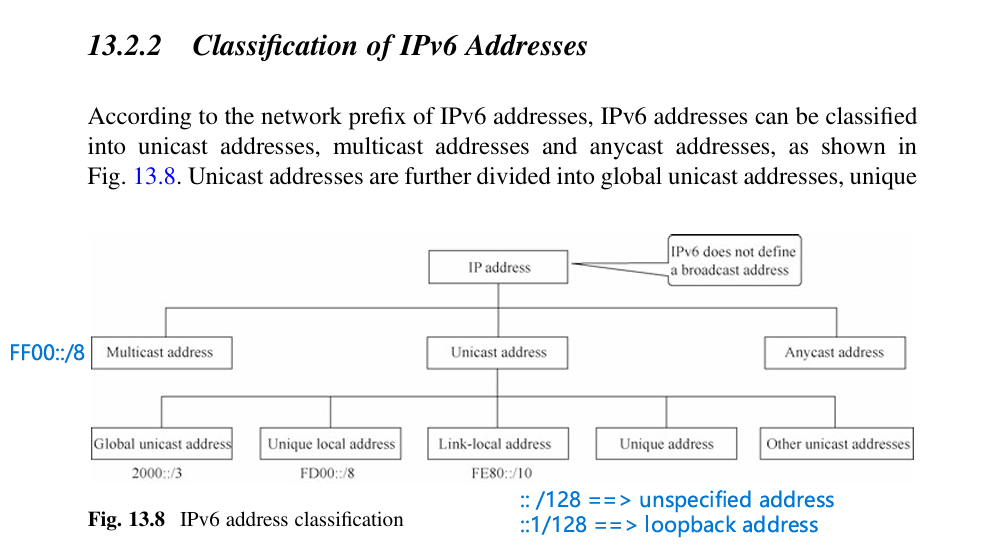 13.2.2 Classification of IPv6 Addresses
According to the network prefix of IPv6 addresses, IPv6 addresses can be classified
into unicast addresses, multicast addresses and anycast addresses, as shown in
Fig. 13.8. Unicast addresses are further divided into global unicast addresses, unique
IP address
IPv6 does not define
a broadcast address
FF00::/8
Multicast address
Unicast address
Anycast address
Global unicast address
Unique local address
Link-local address
Unique address
Other unicast addresses
2000::/3
FD00::/8
FE80::/10
:: /128 ==> unspecified address
::1/128 ==> loopback address
Fig. 13.8 IPv6 address classification